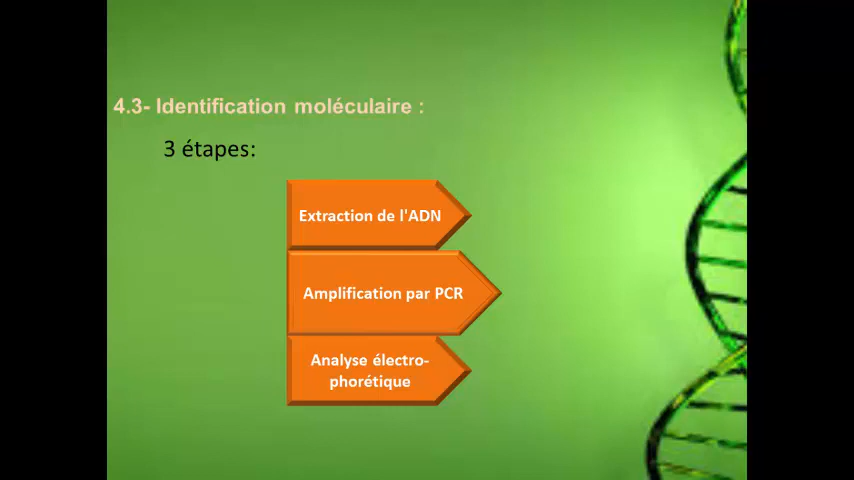 4.3- Identification moléculaire :
3 étapes:
Extraction de l'ADN
Amplification par PCR
Analyse électro-
phorétique